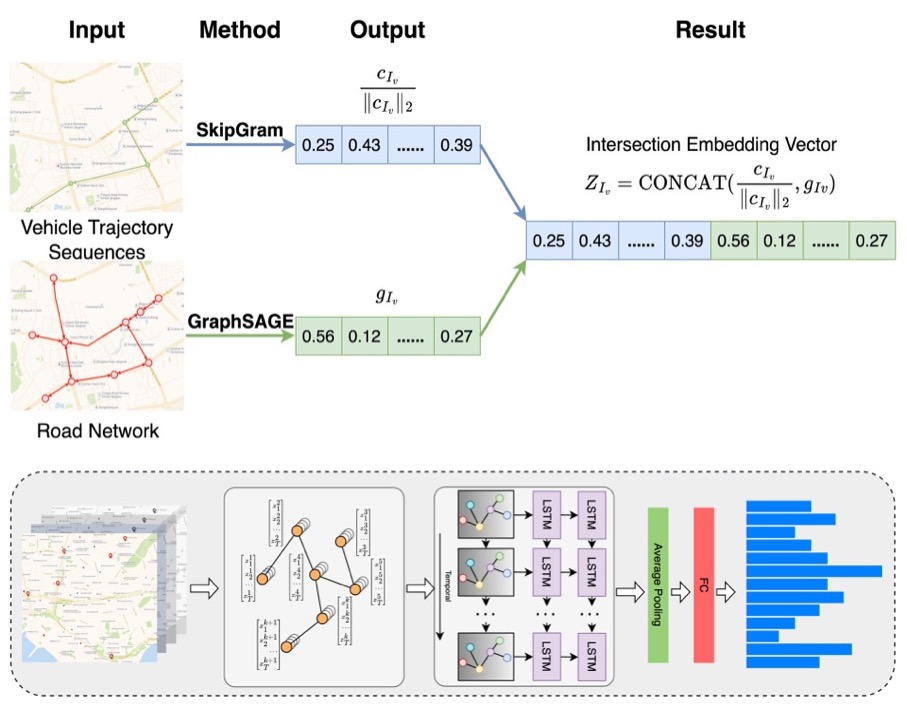 Input Method Output Result
$\frac{c_{I_v}}{\|c_{I_v}\|_2}$
SkipGram
0.25 0.43 ...... 0.39
Vehicle Trajectory
Sequences
Intersection Embedding Vector
$Z_{I_v} = \mathrm{CONCAT}(\frac{c_{I_v}}{\|c_{I_v}\|_2}, g_{Iv})$
0.25 0.43 ...... 0.39 0.56 0.12 ...... 0.27
$g_{I_v}$
GraphSAGE
0.56 0.12 ...... 0.27
Road Network
Temporal
LSTM LSTM
LSTM LSTM
... ... ...
LSTM LSTM
Average Pooling
FC